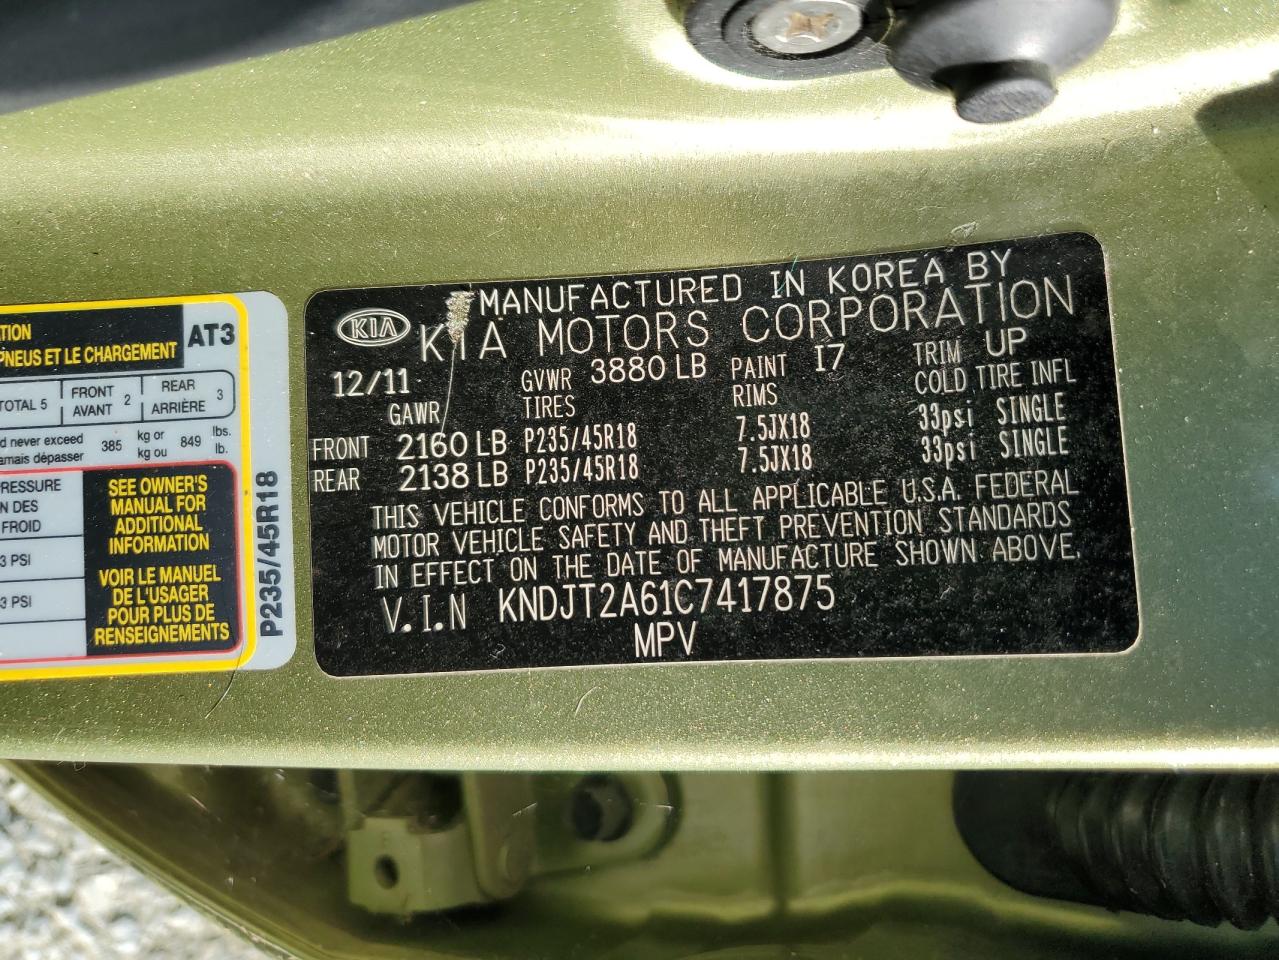 TION
PNEUS ET LE CHARGEMENT
AT3
TOTAL 5
FRONT
AVANT 2
REAR
ARRIÈRE 3
d never exceed
amais dépasser
385
kg or
kg ou
849
lbs.
lb.
PRESSURE
N DES
FROID
3 PSI
3 PSI
SEE OWNER'S
MANUAL FOR
ADDITIONAL
INFORMATION
VOIR LE MANUEL
DE L'USAGER
POUR PLUS DE
RENSEIGNEMENTS
P235/45R18
KIA
MANUFACTURED IN KOREA BY
KIA MOTORS CORPORATION
12/11 GVWR 3880 LB PAINT I7 TRIM UP
GAWR TIRES RIMS COLD TIRE INFL
FRONT 2160 LB P235/45R18 7.5JX18 33psi SINGLE
REAR 2138 LB P235/45R18 7.5JX18 33psi SINGLE
THIS VEHICLE CONFORMS TO ALL APPLICABLE U.S.A. FEDERAL
MOTOR VEHICLE SAFETY AND THEFT PREVENTION STANDARDS
IN EFFECT ON THE DATE OF MANUFACTURE SHOWN ABOVE.
V.I.N KNDJT2A61C7417875
MPV